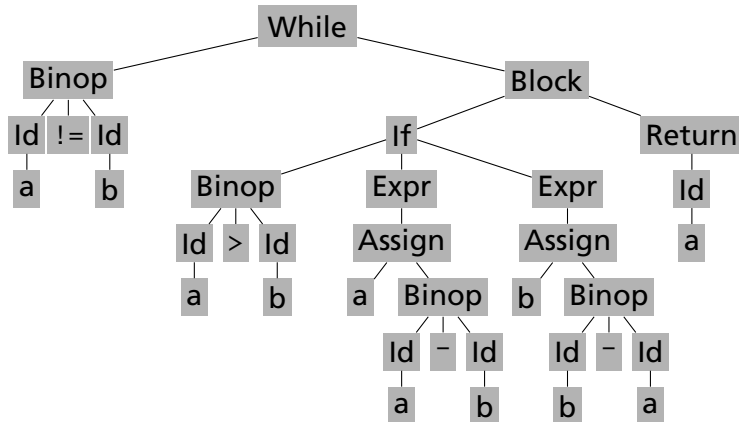 While
Binop Block
Id != Id If Return
a b Binop Expr Expr Id
Id > Id Assign Assign a
a b a Binop b Binop
Id - Id Id - Id
a b b a